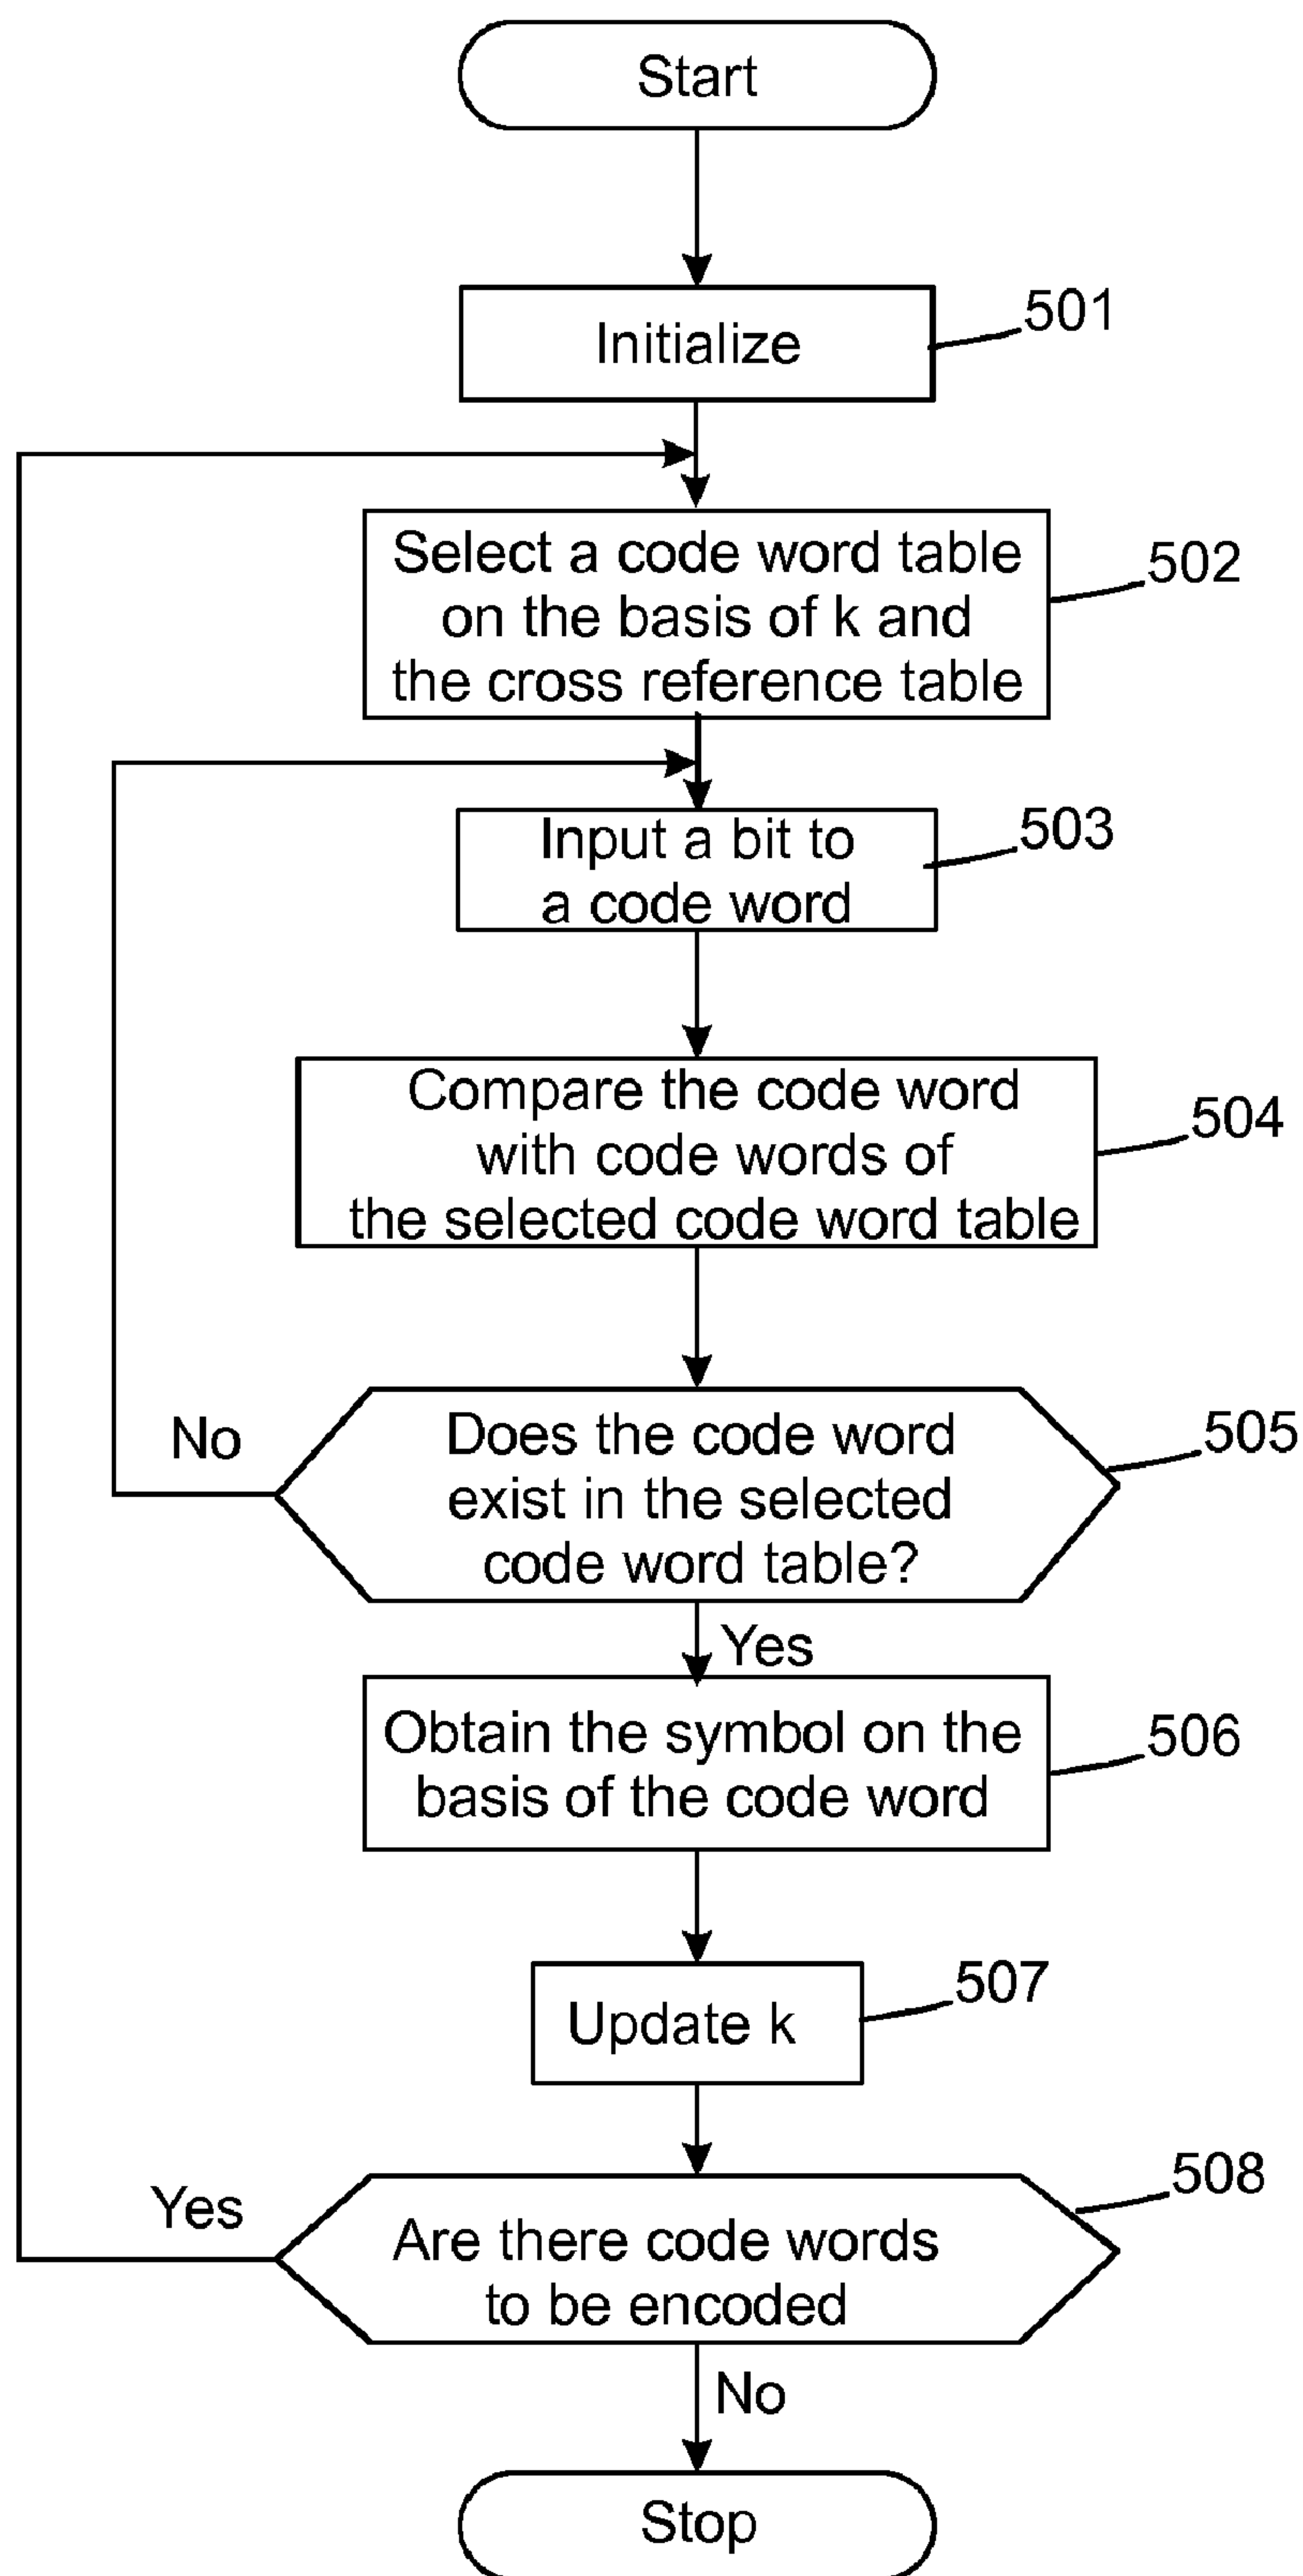 Start
Initialize
501
Select a code word table
on the basis of k and
the cross reference table
502
Input a bit to
a code word
503
Compare the code word
with code words of
the selected code word table
504
Does the code word
exist in the selected
code word table?
505
No
Yes
Obtain the symbol on the
basis of the code word
506
Update k
507
Are there code words
to be encoded
508
Yes
No
Stop